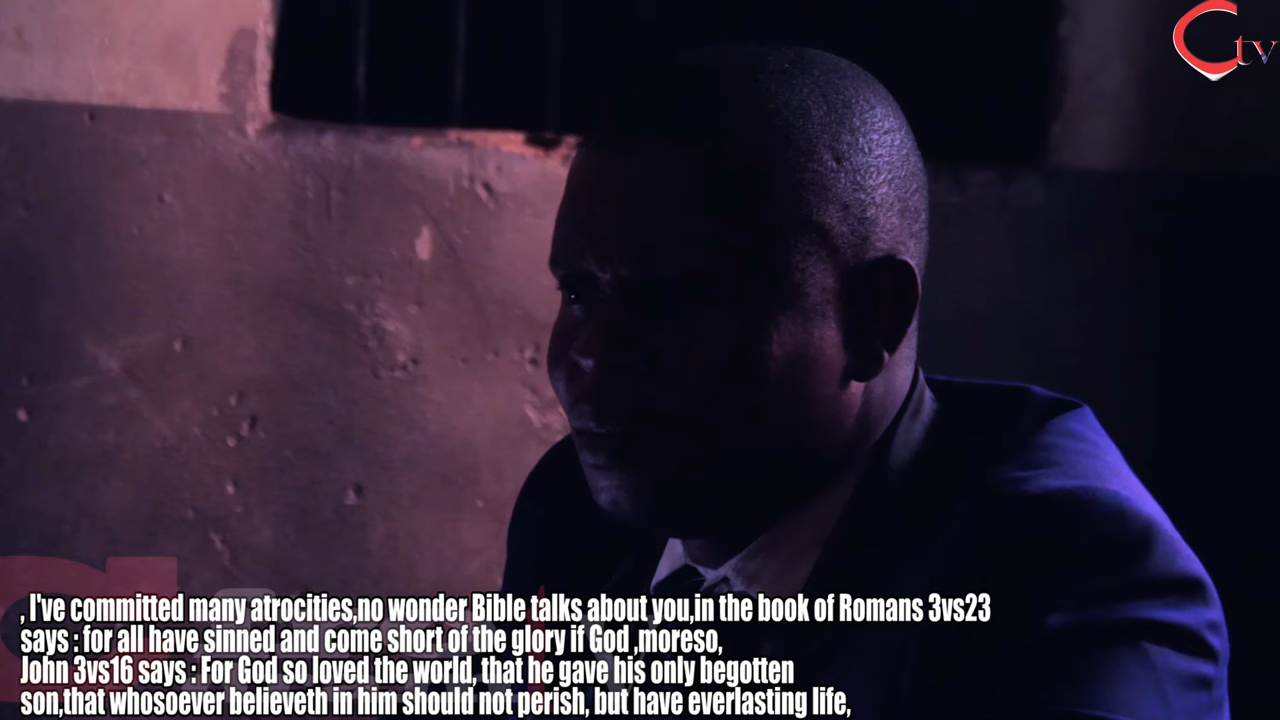 Ctv
, I've committed many atrocities,no wonder Bible talks about you,in the book of Romans 3vs23
says : for all have sinned and come short of the glory if God ,moreso,
John 3vs16 says : For God so loved the world, that he gave his only begotten
son,that whosoever believeth in him should not perish, but have everlasting life,